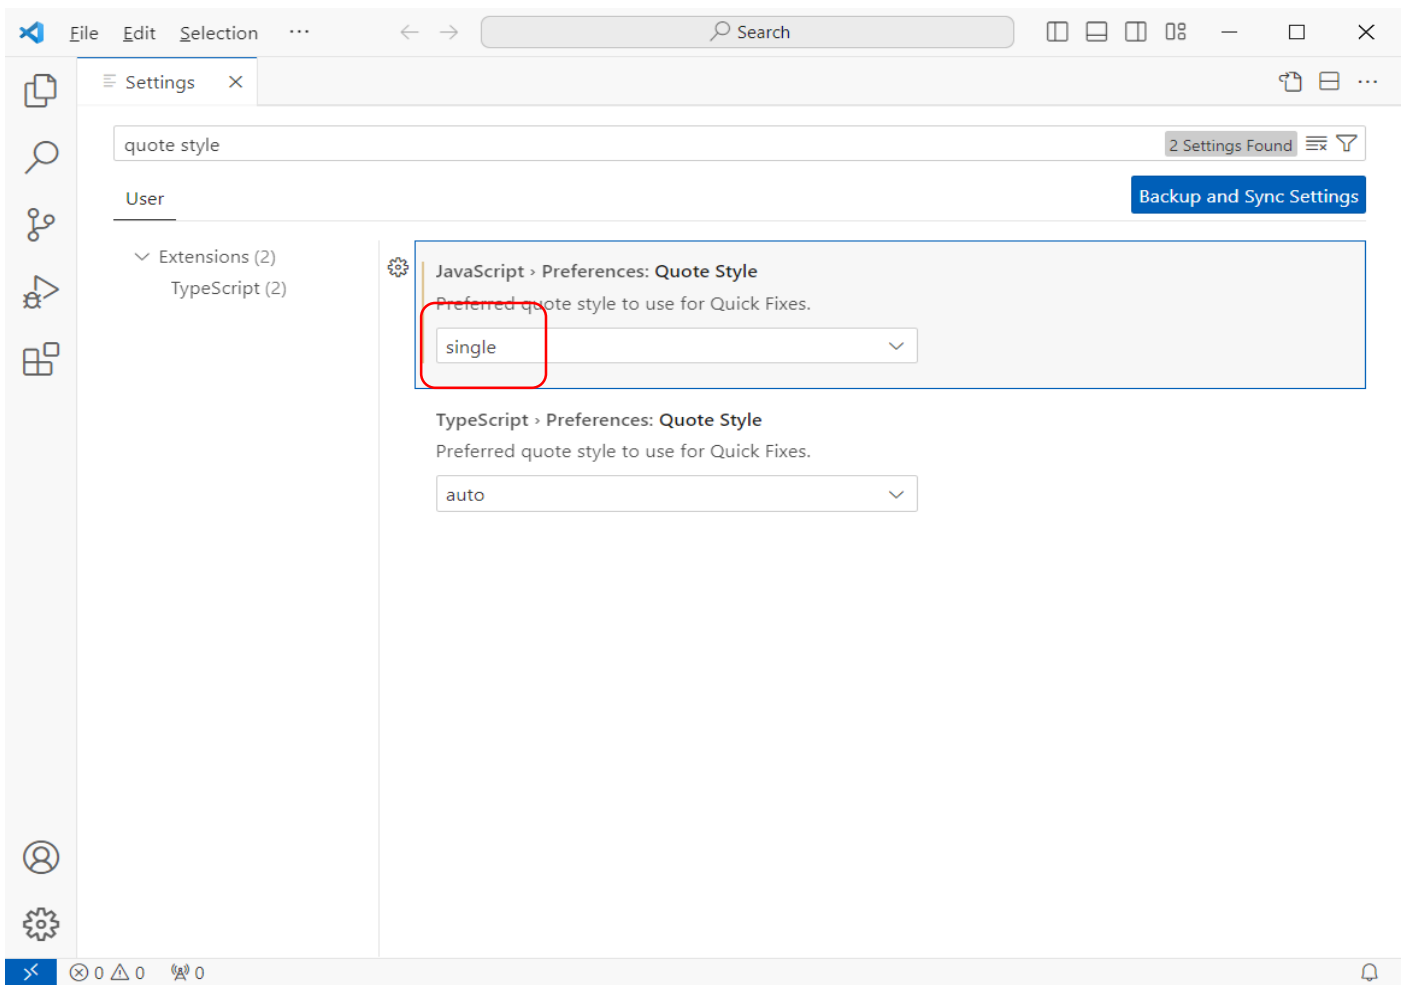 File Edit Selection ··· Search
Settings
quote style 2 Settings Found
User Backup and Sync Settings
Extensions (2)
TypeScript (2)
JavaScript › Preferences: Quote Style
Preferred quote style to use for Quick Fixes.
single
TypeScript › Preferences: Quote Style
Preferred quote style to use for Quick Fixes.
auto
0 0 0